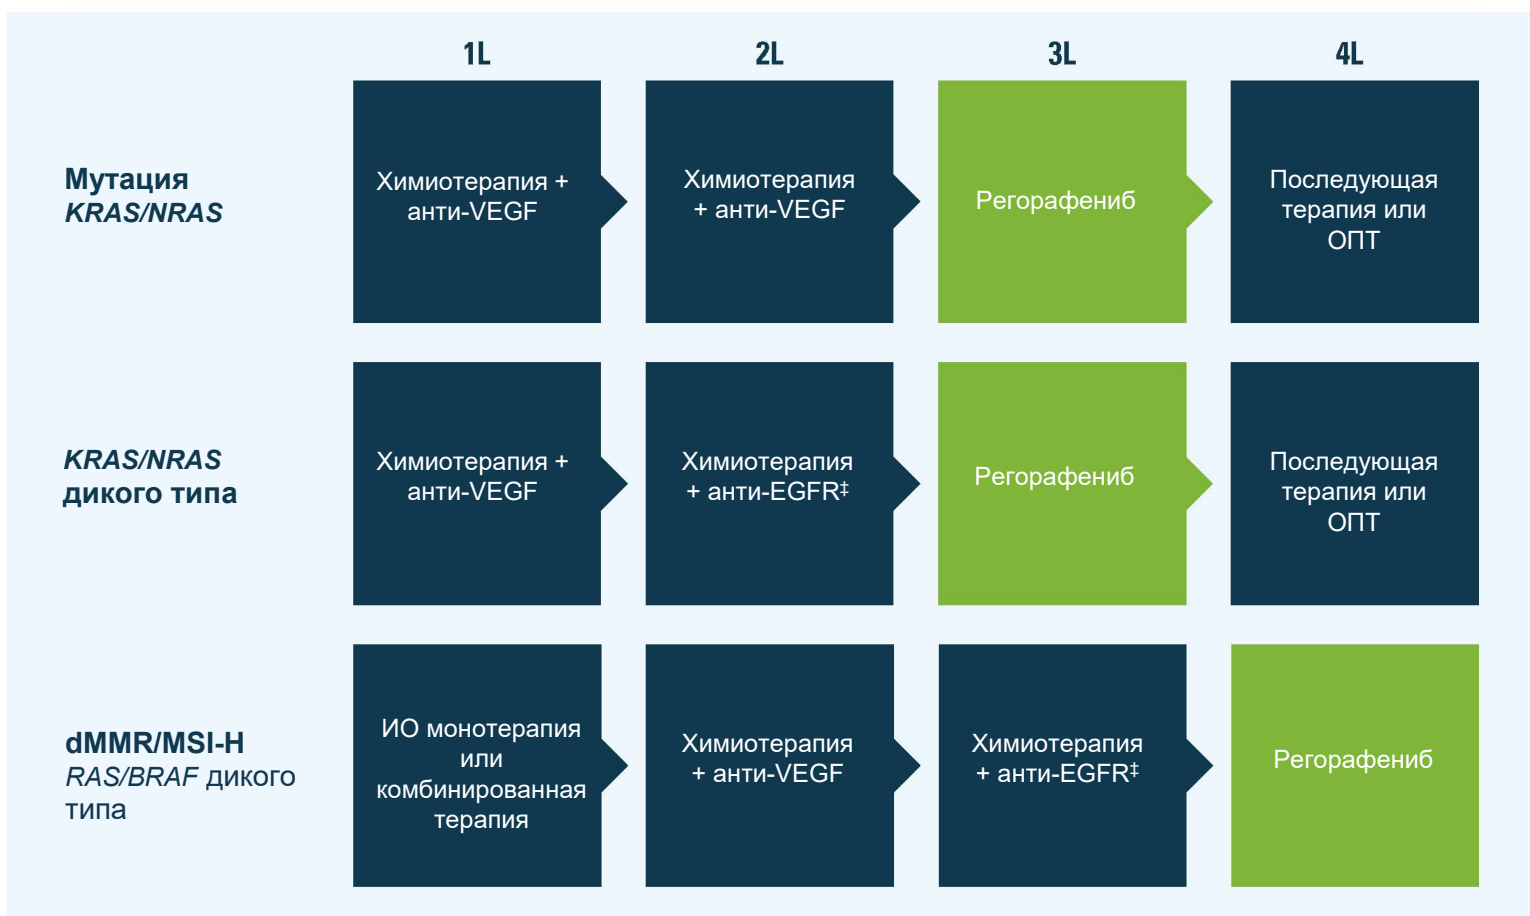 1L 2L 3L 4L
Мутация
KRAS/NRAS
Химиотерапия +
анти-VEGF
Химиотерапия
+ анти-VEGF
Регорафениб
Последующая
терапия или
ОПТ
KRAS/NRAS
дикого типа
Химиотерапия +
анти-VEGF
Химиотерапия
+ анти-EGFR‡
Регорафениб
Последующая
терапия или
ОПТ
dMMR/MSI-H
RAS/BRAF дикого
типа
ИО монотерапия
или
комбинированная
терапия
Химиотерапия
+ анти-VEGF
Химиотерапия
+ анти-EGFR‡
Регорафениб